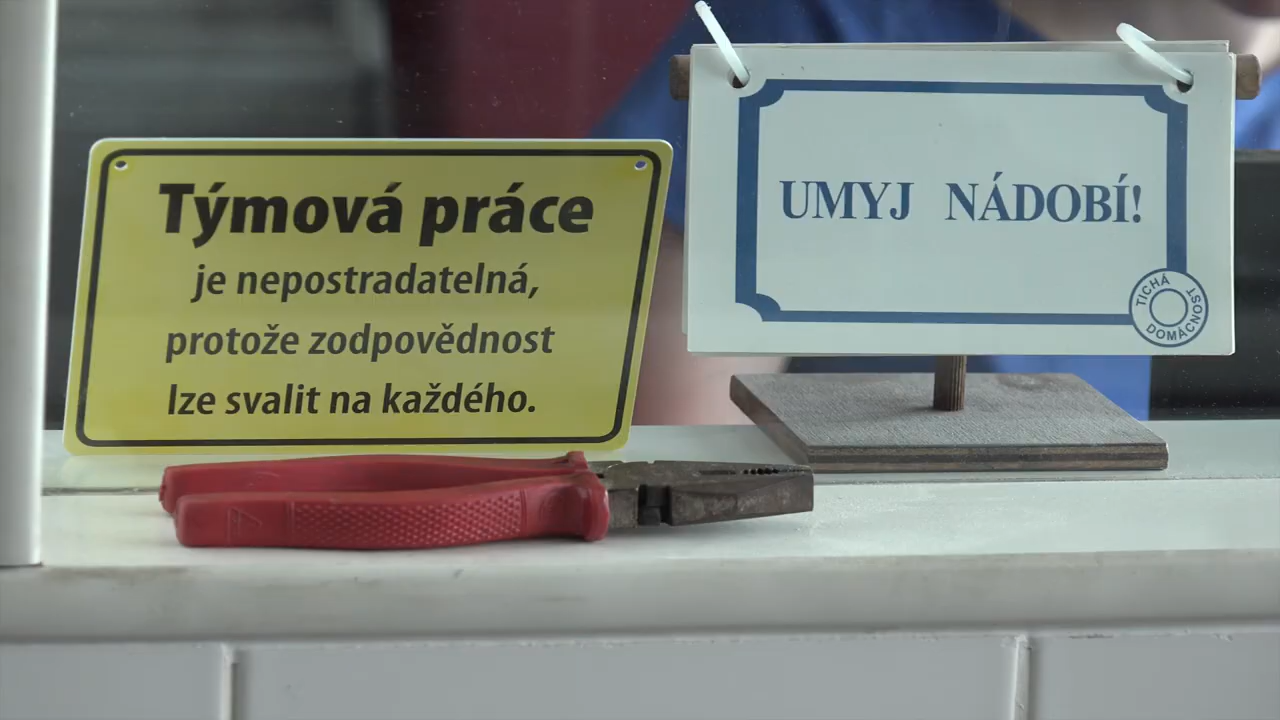 Týmová práce
je nepostradatelná,
protože zodpovědnost
lze svalit na každého.
UMYJ NÁDOBÍ!
TICHÁ DOMÁCNOST